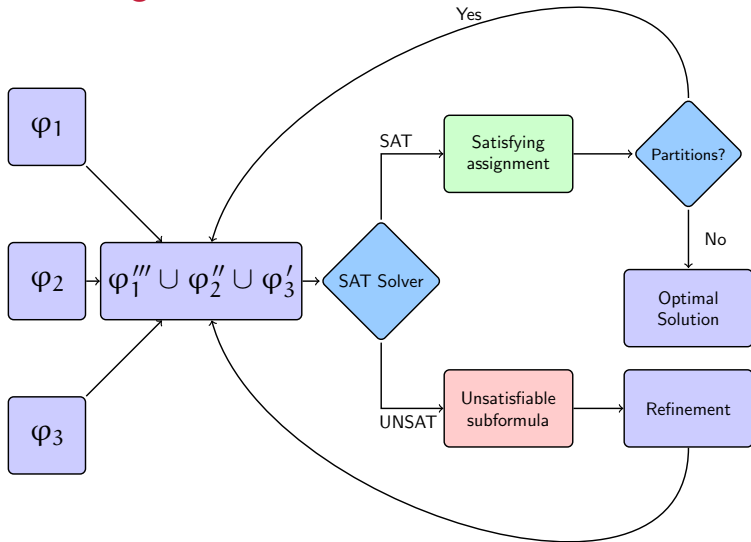 Yes
φ₁
SAT
Satisfying
assignment
Partitions?
No
φ₂
φ₁''' ∪ φ₂'' ∪ φ₃'
SAT Solver
Optimal
Solution
φ₃
UNSAT
Unsatisfiable
subformula
Refinement